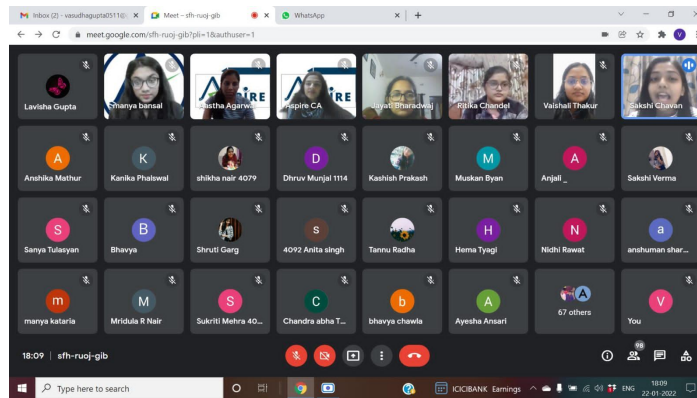 Inbox (2) - vasudhagupta0511@
Meet – sfh-ruoj-gib
WhatsApp
meet.google.com/sfh-ruoj-gib?pli=1&authuser=1
V
Lavisha Gupta
manya bansal
Aastha Agarwal
Aspire CA
Jayati Bharadwaj
Ritika Chandel
Vaishali Thakur
Sakshi Chavan
A
K
D
M
A
Anshika Mathur
Kanika Phalswal
shikha nair 4079
Dhruv Munjal 1114
Kashish Prakash
Muskan Byan
Anjali _
Sakshi Verma
S
B
s
H
N
a
Sanya Tulasyan
Bhavya
Shruti Garg
4092 Anita singh
Tannu Radha
Hema Tyagi
Nidhi Rawat
anshuman shar...
m
M
S
C
b
A
A
V
manya kataria
Mridula R Nair
Sukriti Mehra 40...
Chandra abha T...
bhavya chawla
Ayesha Ansari
67 others
You
18:09 | sfh-ruoj-gib
98
Type here to search
ICICIBANK Earnings
ENG
18:09
22-01-2022